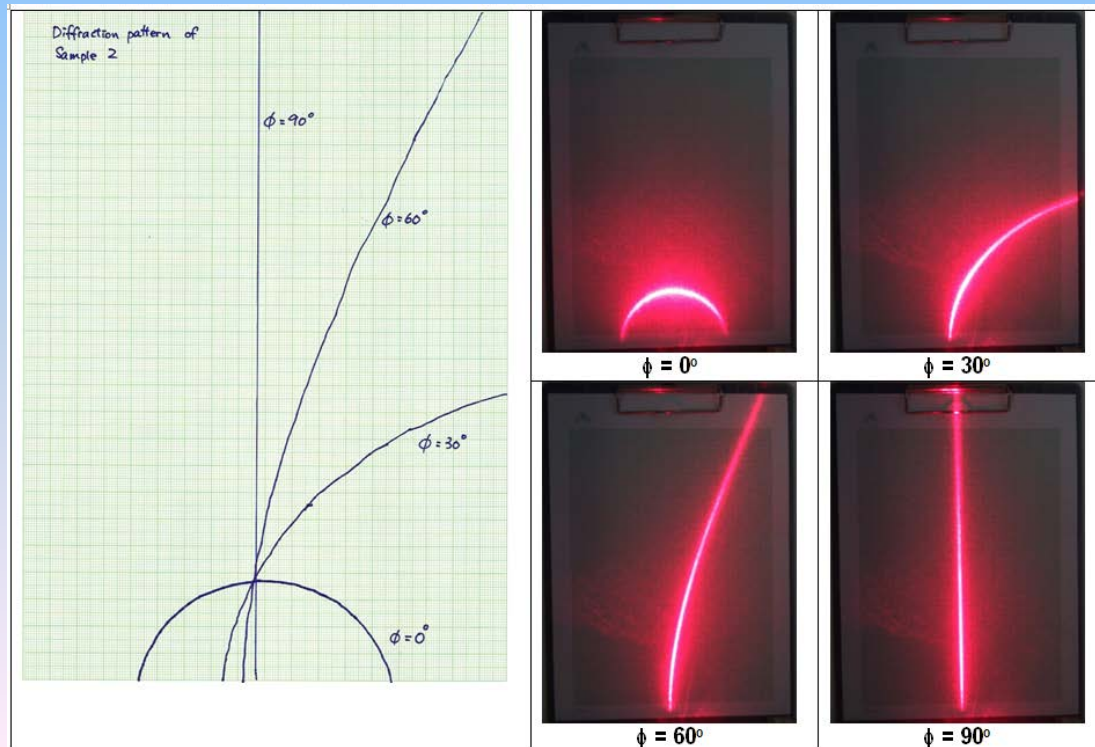 Diffraction pattern of
Sample 2
ϕ = 90°
ϕ = 60°
ϕ = 30°
ϕ = 0°
ϕ = 0°
ϕ = 30°
ϕ = 60°
ϕ = 90°